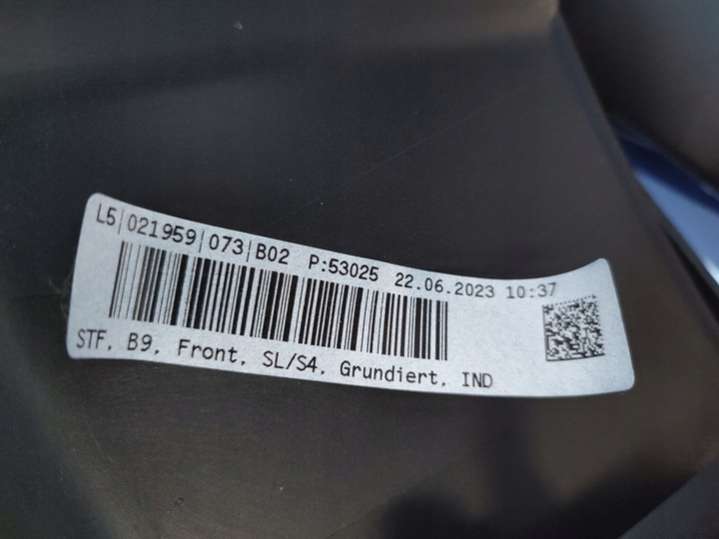 L5|021959|073|B02 P:53025 22.06.2023 10:37
STF, B9, Front, SL/S4, Grundiert, IND